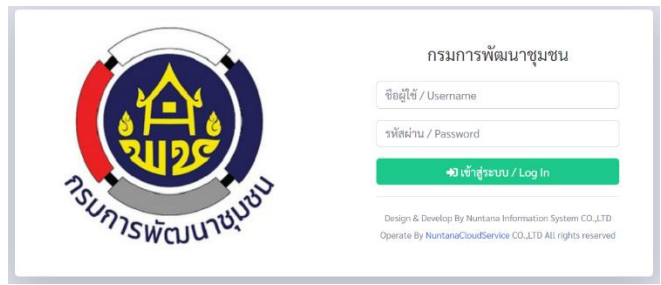 พช
กรมการพัฒนาชุมชน
กรมการพัฒนาชุมชน
ชื่อผู้ใช้ / Username
รหัสผ่าน / Password
เข้าสู่ระบบ / Log In
Design & Develop By Nuntana Information System CO.,LTD
Operate By NuntanaCloudService CO.,LTD All rights reserved